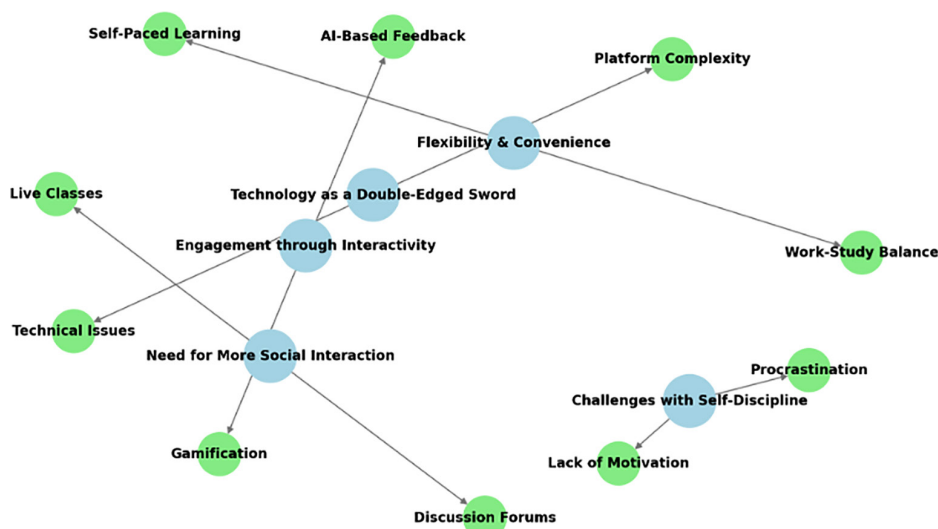 Self-Paced Learning
AI-Based Feedback
Platform Complexity
Flexibility & Convenience
Live Classes
Technology as a Double-Edged Sword
Engagement through Interactivity
Work-Study Balance
Technical Issues
Need for More Social Interaction
Procrastination
Challenges with Self-Discipline
Gamification
Lack of Motivation
Discussion Forums